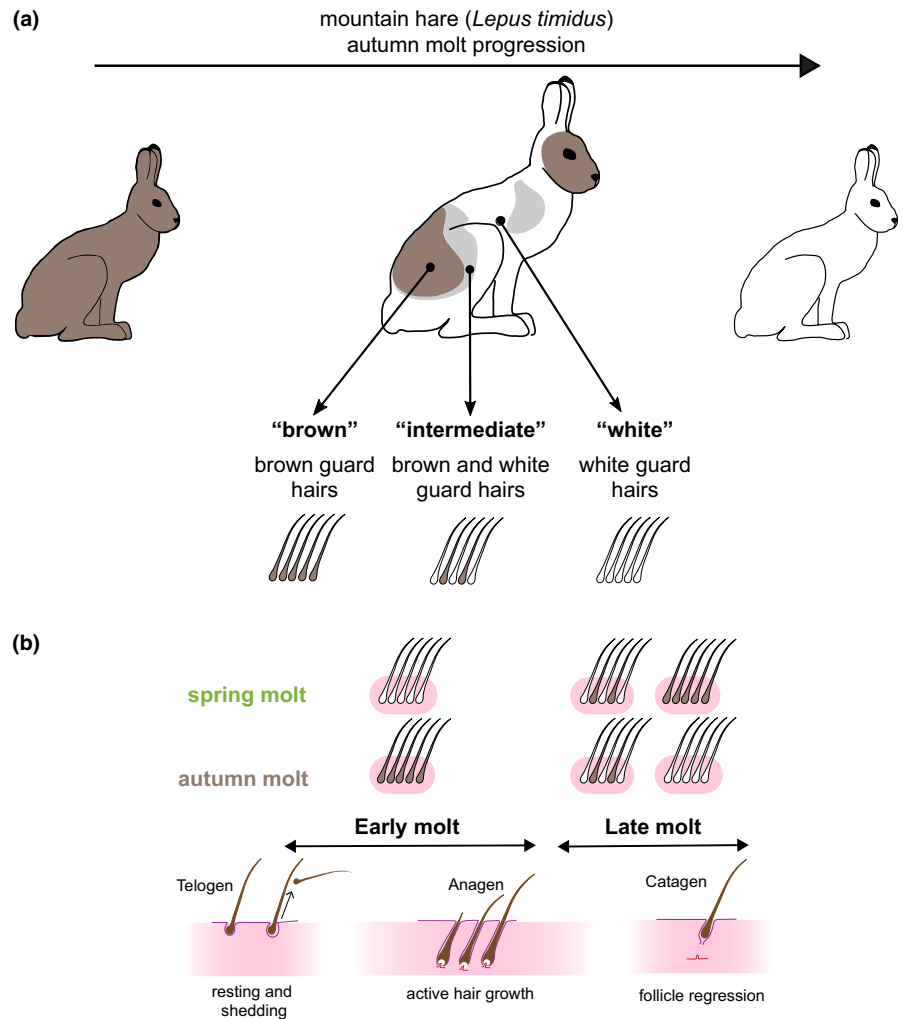 (a)
mountain hare (Lepus timidus)
autumn molt progression
“brown”
brown guard
hairs
“intermediate”
brown and white
guard hairs
“white”
white guard
hairs
(b)
spring molt
autumn molt
Early molt
Late molt
Telogen
Anagen
Catagen
resting and
shedding
active hair growth
follicle regression